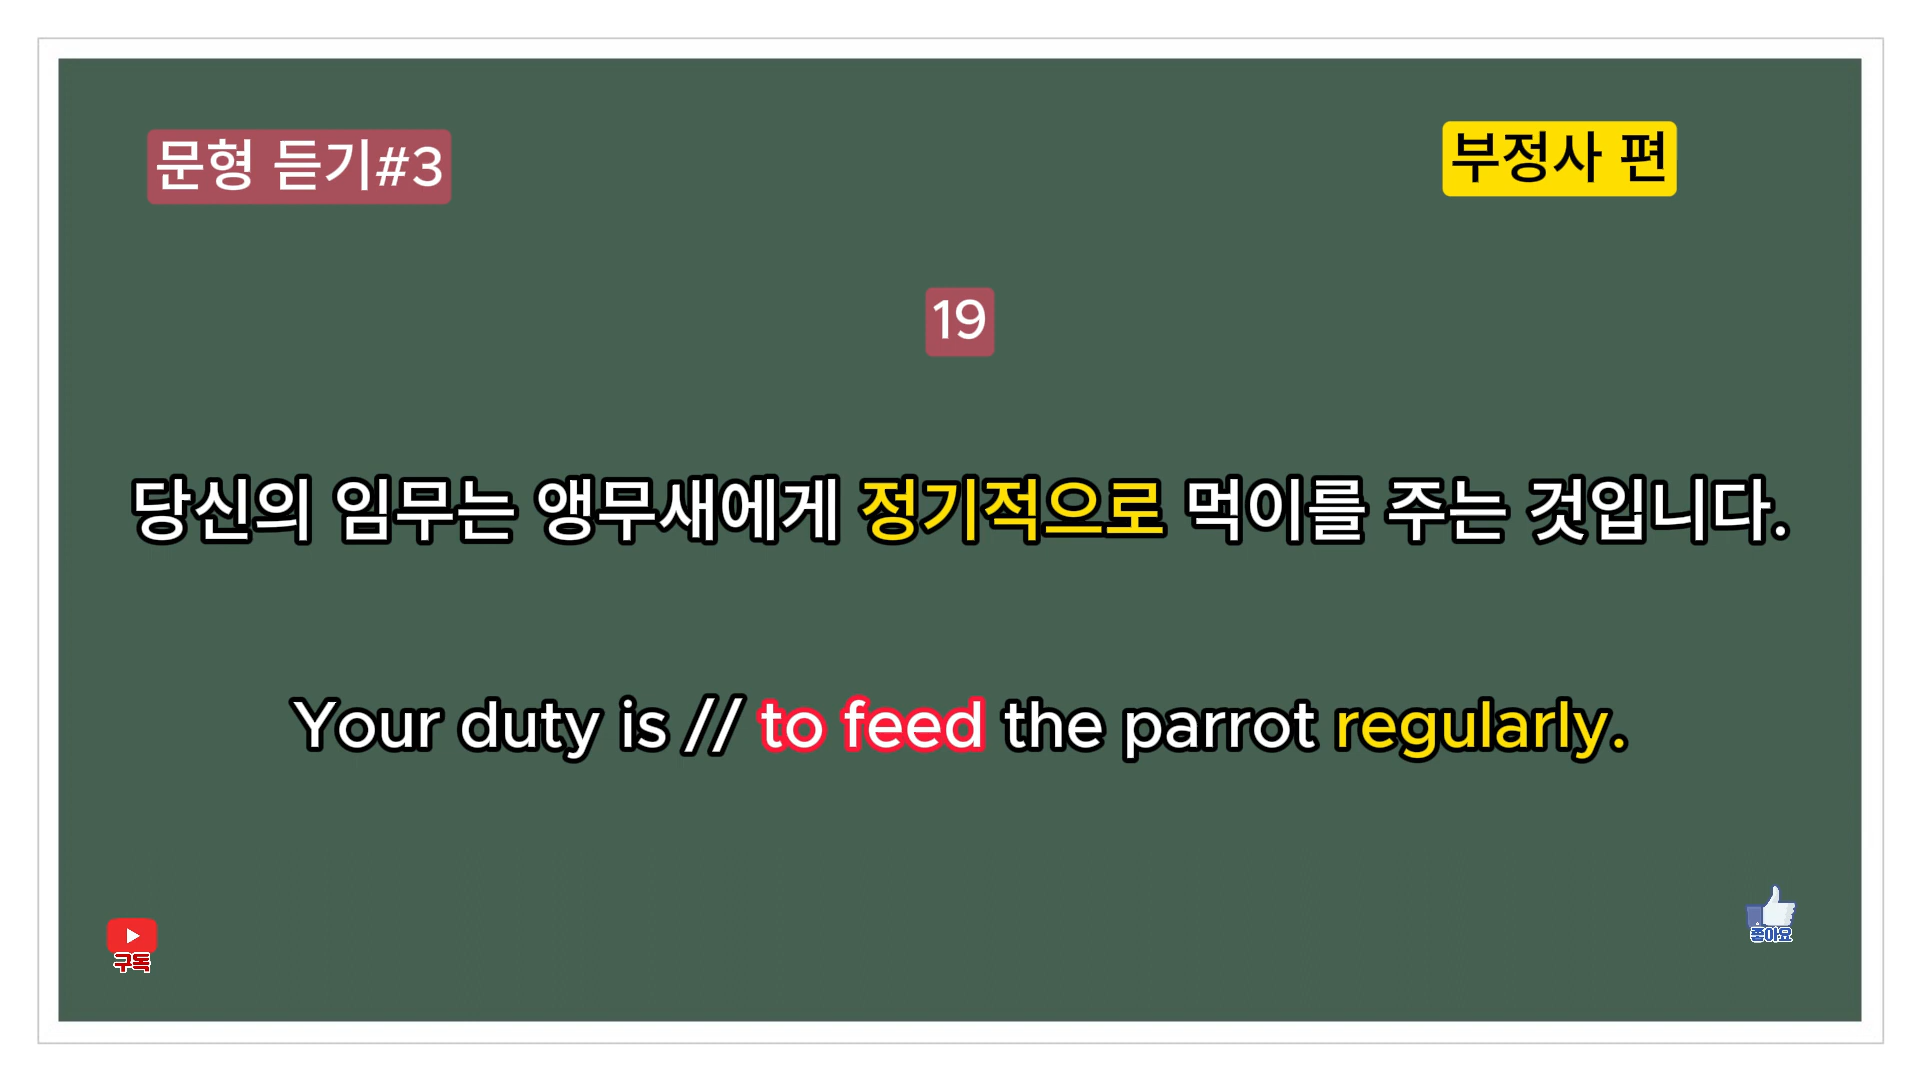 문형 듣기#3
부정사 편
19
당신의 임무는 앵무새에게 정기적으로 먹이를 주는 것입니다.
Your duty is // to feed the parrot regularly.
구독
좋아요